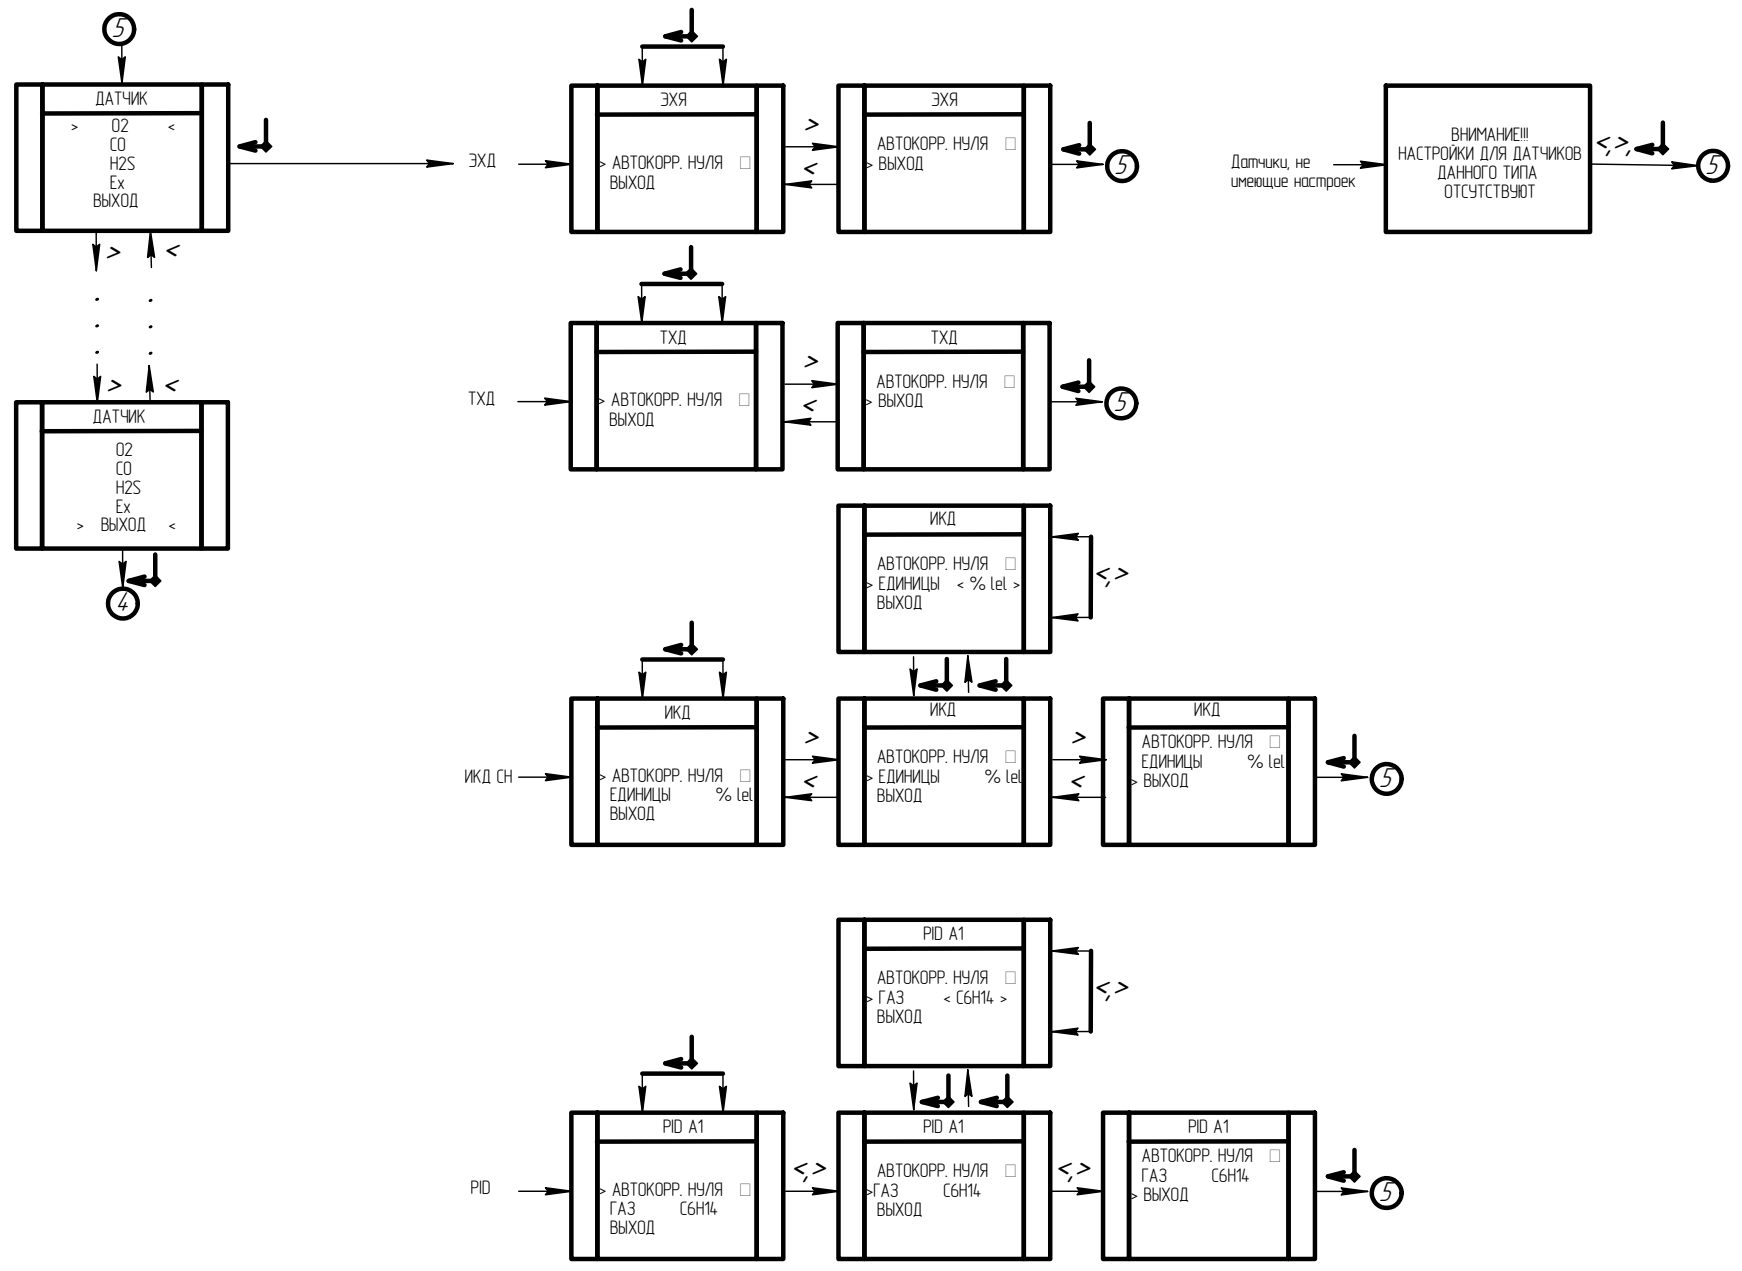 5
ДАТЧИК
> O2 <
CO
H2S
Ex
ВЫХОД
> <
> <
ДАТЧИК
O2
CO
H2S
Ex
> ВЫХОД <
4
ЭХД
ЭХЯ
> АВТОКОРР. НУЛЯ □
ВЫХОД
>
<
ЭХЯ
АВТОКОРР. НУЛЯ □
> ВЫХОД
5
Датчики, не
имеющие настроек
ВНИМАНИЕ!!!
НАСТРОЙКИ ДЛЯ ДАТЧИКОВ
ДАННОГО ТИПА
ОТСУТСТВУЮТ
<,>,
5
ТХД
ТХД
> АВТОКОРР. НУЛЯ □
ВЫХОД
>
<
ТХД
АВТОКОРР. НУЛЯ □
> ВЫХОД
5
ИКД
АВТОКОРР. НУЛЯ □
> ЕДИНИЦЫ < % lel >
ВЫХОД
<,>
ИКД CH
ИКД
> АВТОКОРР. НУЛЯ □
ЕДИНИЦЫ % lel
ВЫХОД
>
<
ИКД
АВТОКОРР. НУЛЯ □
> ЕДИНИЦЫ % lel
ВЫХОД
>
<
ИКД
АВТОКОРР. НУЛЯ □
ЕДИНИЦЫ % lel
> ВЫХОД
5
PID A1
АВТОКОРР. НУЛЯ □
> ГАЗ < C6H14 >
ВЫХОД
<,>
PID
PID A1
> АВТОКОРР. НУЛЯ □
ГАЗ C6H14
ВЫХОД
<,>
PID A1
АВТОКОРР. НУЛЯ □
>ГАЗ C6H14
ВЫХОД
<,>
PID A1
АВТОКОРР. НУЛЯ □
ГАЗ C6H14
> ВЫХОД
5